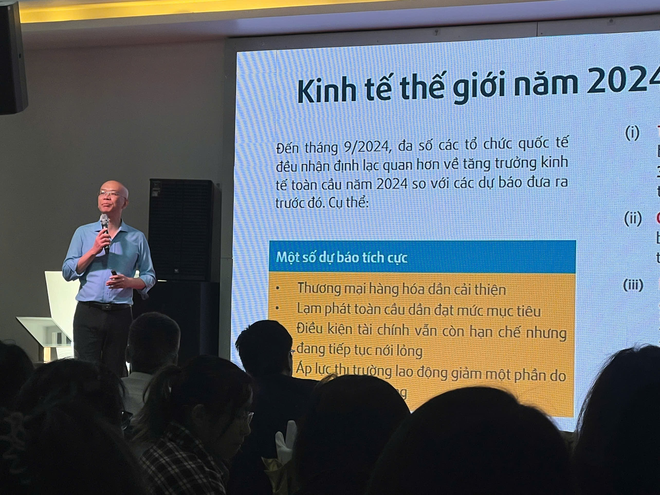 Kinh tế thế giới năm 2024
Đến tháng 9/2024, đa số các tổ chức quốc tế
đều nhận định lạc quan hơn về tăng trưởng kinh
tế toàn cầu năm 2024 so với các dự báo đưa ra
trước đó. Cụ thể:
Một số dự báo tích cực
• Thương mại hàng hóa dần cải thiện
• Lạm phát toàn cầu dần đạt mức mục tiêu
• Điều kiện tài chính vẫn còn hạn chế nhưng
đang tiếp tục nới lỏng
Áp lực thị trường lao động giảm một phần do
(i)
(ii)
(iii)